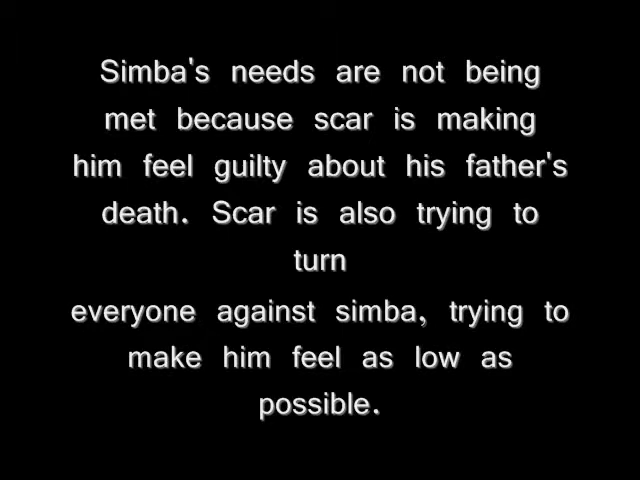 Simba's needs are not being
met because scar is making
him feel guilty about his father's
death. Scar is also trying to
turn
everyone against simba, trying to
make him feel as low as
possible.